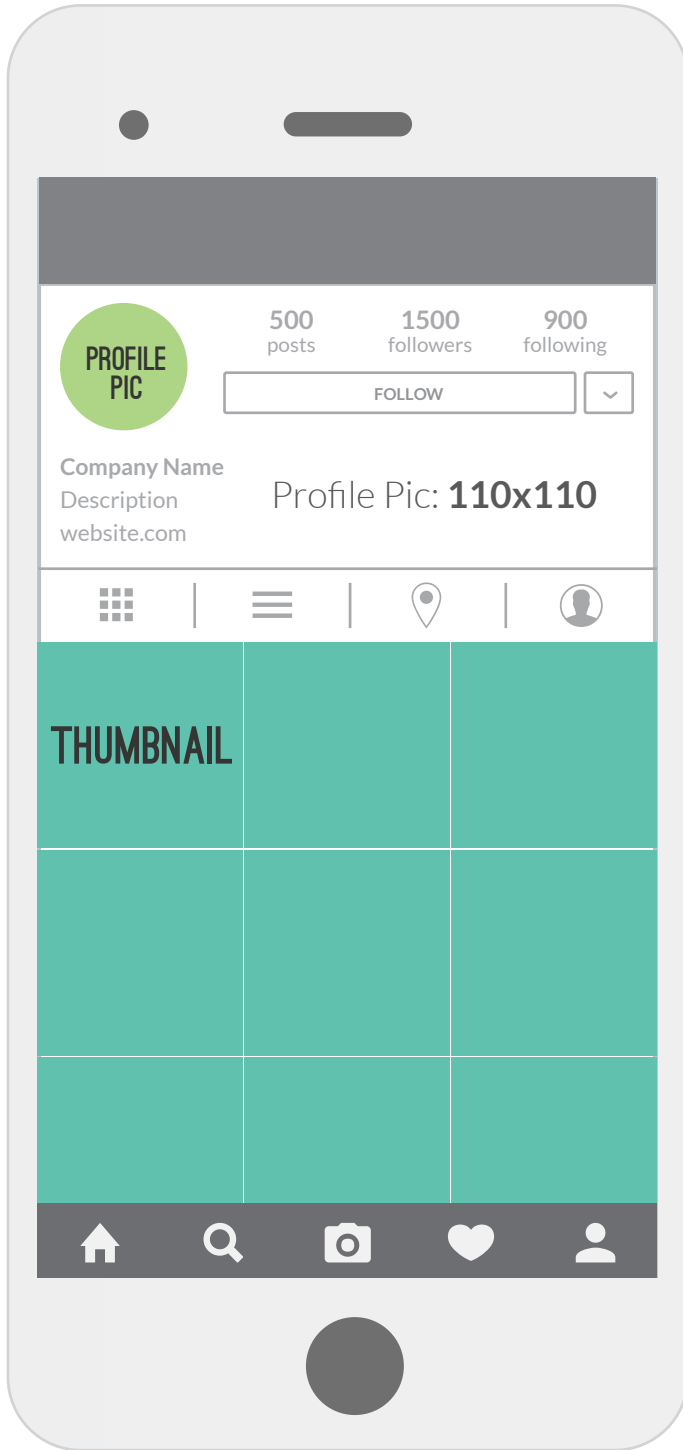 PROFILE
PIC
500
posts
1500
followers
900
following
FOLLOW
Company Name
Description
website.com
Profile Pic: 110x110
THUMBNAIL